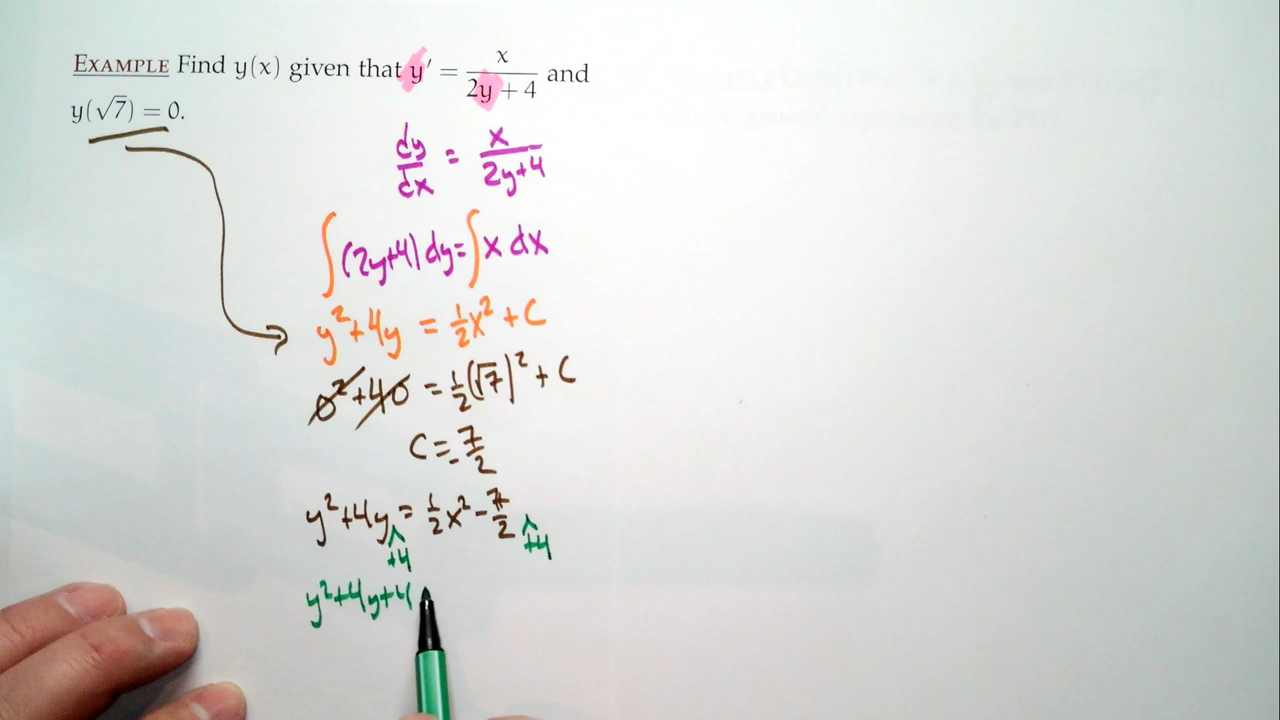 EXAMPLE Find y(x) given that y′ = x/(2y + 4) and
y(√7) = 0.
dy/dx = x/(2y+4)
∫(2y+4) dy = ∫x dx
y²+4y = ½x² + C
0²+40 = ½(√7)² + C
C = -7/2
y²+4y = ½x² - 7/2
+4 +4
y²+4y+4